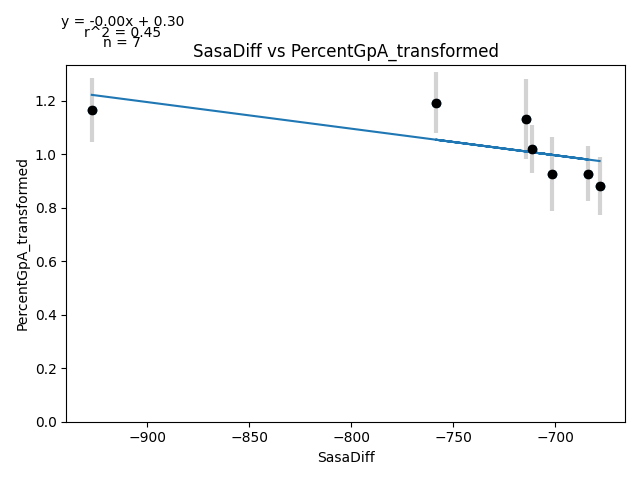 y = -0.00x + 0.30
r^2 = 0.45
n = 7
SasaDiff vs PercentGpA_transformed
PercentGpA_transformed
1.2
1.0
0.8
0.6
0.4
0.2
0.0
−900
−850
−800
−750
−700
SasaDiff